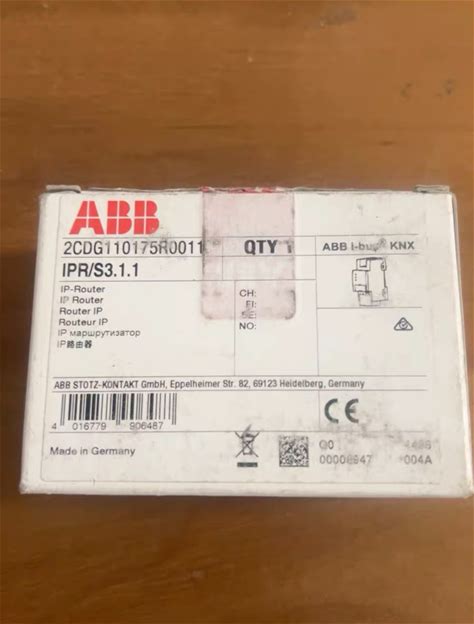 ABB
2CDG110175R0011
QTY 1
ABB i-bus KNX
IPR/S3.1.1
IP-Router
IP Router
Router IP
Routeur IP
IP маршрутизатор
IP路由器
CH:
FI:
SE:
NO:
ABB STOTZ-KONTAKT GmbH, Eppelheimer Str. 82, 69123 Heidelberg, Germany
4 016779 906487
CE
Made in Germany
004A